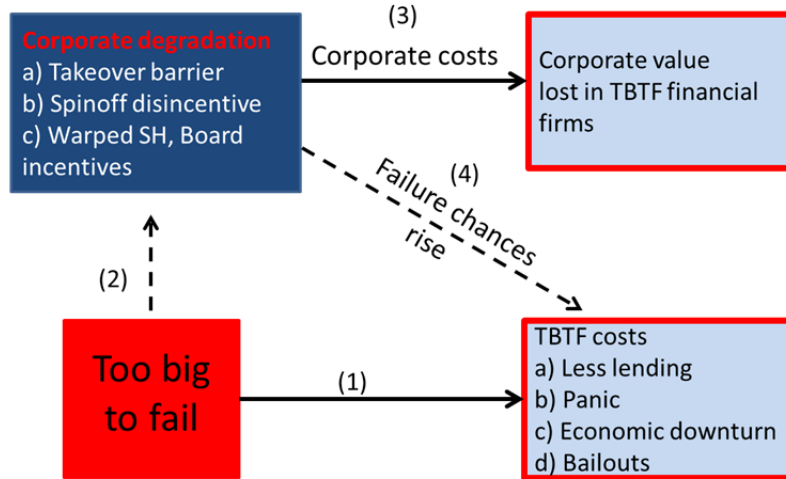 (3)
Corporate degradation
a) Takeover barrier
b) Spinoff disincentive
c) Warped SH, Board
incentives
Corporate costs
Corporate value
lost in TBTF financial
firms
(4)
Failure chances
rise
(2)
Too big
to fail
(1)
TBTF costs
a) Less lending
b) Panic
c) Economic downturn
d) Bailouts